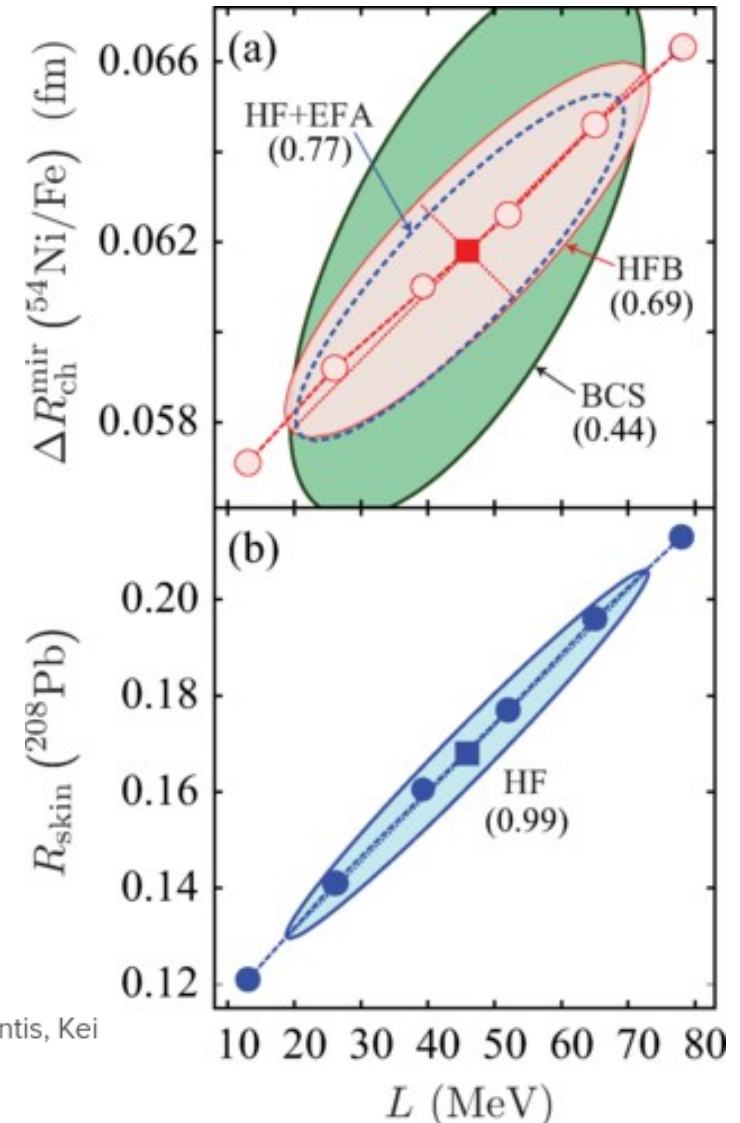 (a)
ΔR_ch^mir (⁵⁴Ni/Fe) (fm)
0.066
0.062
0.058
HF+EFA
(0.77)
HFB
(0.69)
BCS
(0.44)
(b)
R_skin (²⁰⁸Pb)
0.20
0.18
0.16
0.14
0.12
HF
(0.99)
ntis, Kei
10 20 30 40 50 60 70 80
L (MeV)